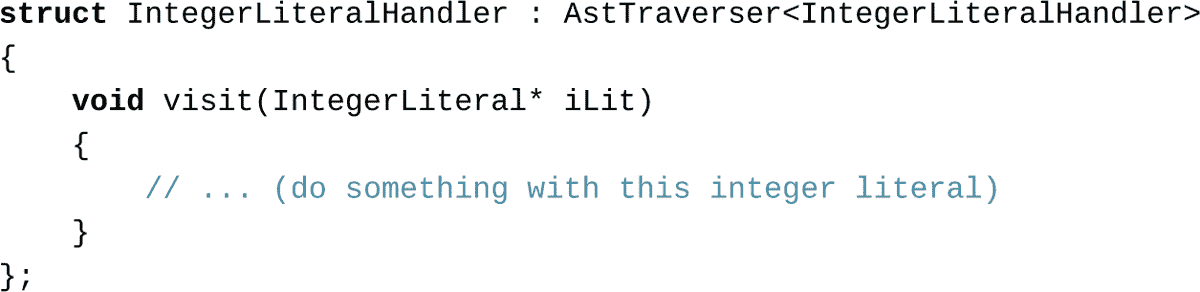 struct IntegerLiteralHandler : AstTraverser<IntegerLiteralHandler>
{
    void visit(IntegerLiteral* iLit)
    {
        // ... (do something with this integer literal)
    }
};